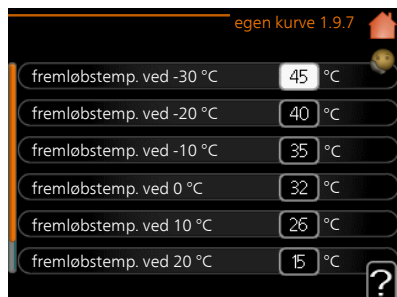 egen kurve 1.9.7
fremløbstemp. ved -30 °C 45 °C
fremløbstemp. ved -20 °C 40 °C
fremløbstemp. ved -10 °C 35 °C
fremløbstemp. ved 0 °C 32 °C
fremløbstemp. ved 10 °C 26 °C
fremløbstemp. ved 20 °C 15 °C
?